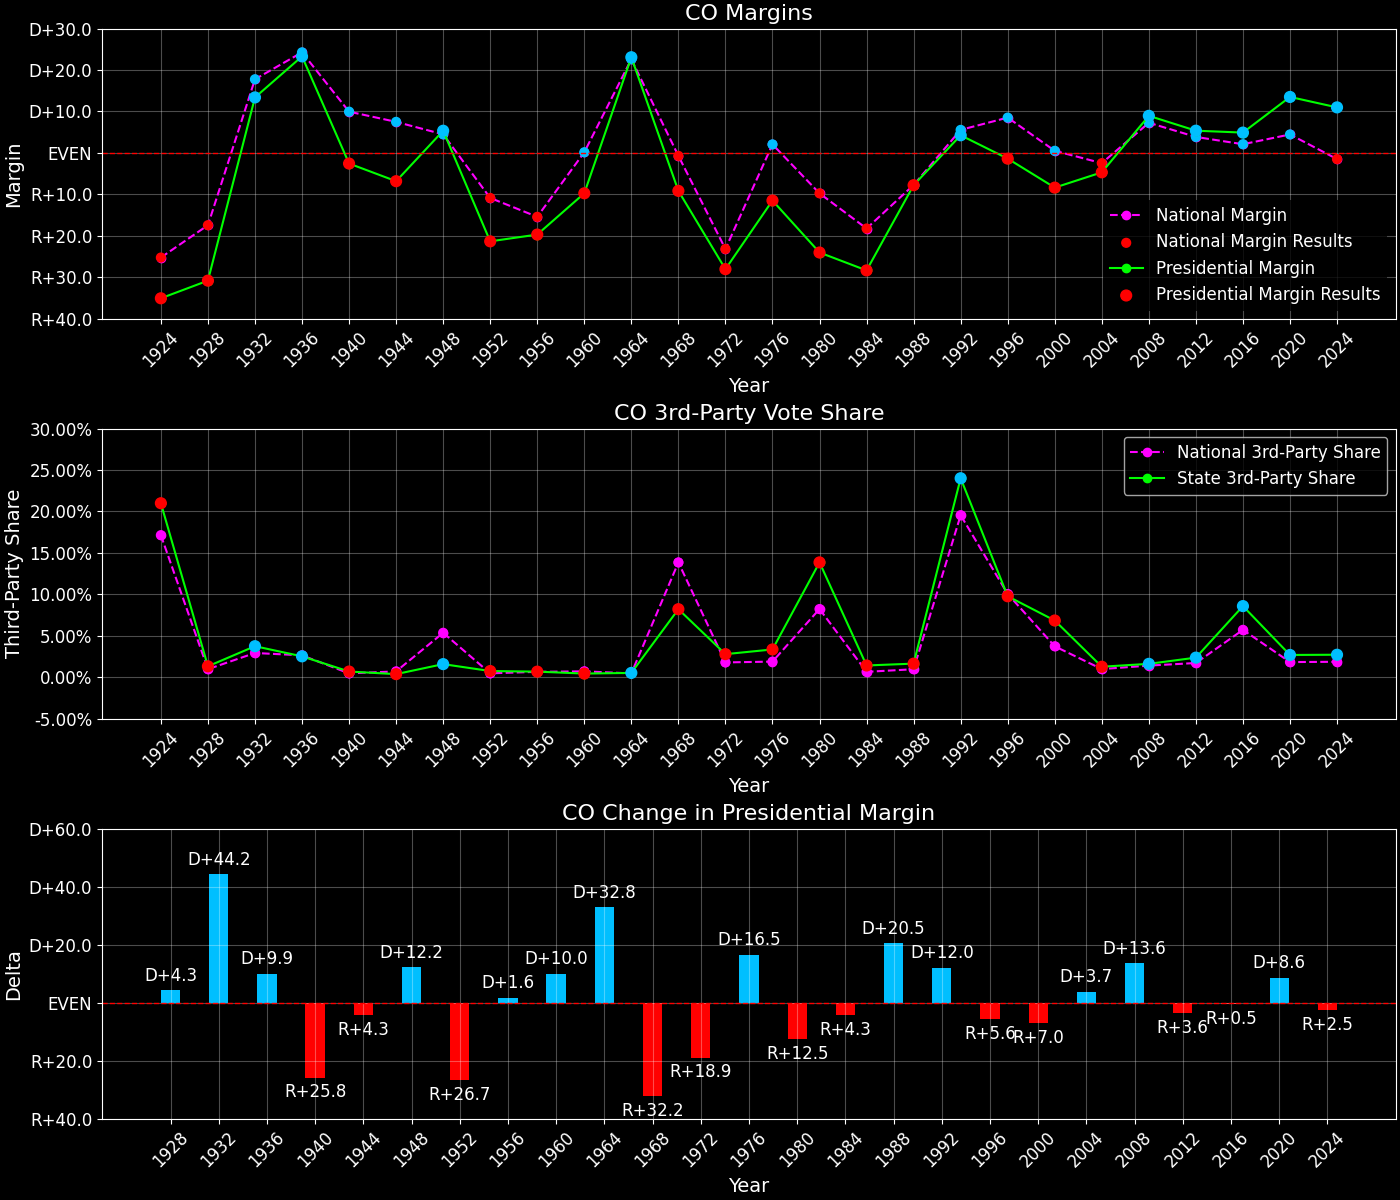 CO Margins
D+30.0
D+20.0
D+10.0
EVEN
R+10.0
R+20.0
R+30.0
R+40.0
Margin
National Margin
National Margin Results
Presidential Margin
Presidential Margin Results
1924 1928 1932 1936 1940 1944 1948 1952 1956 1960 1964 1968 1972 1976 1980 1984 1988 1992 1996 2000 2004 2008 2012 2016 2020 2024
Year
CO 3rd-Party Vote Share
30.00%
25.00%
20.00%
15.00%
10.00%
5.00%
0.00%
-5.00%
Third-Party Share
National 3rd-Party Share
State 3rd-Party Share
1924 1928 1932 1936 1940 1944 1948 1952 1956 1960 1964 1968 1972 1976 1980 1984 1988 1992 1996 2000 2004 2008 2012 2016 2020 2024
Year
CO Change in Presidential Margin
D+60.0
D+40.0
D+20.0
EVEN
R+20.0
R+40.0
Delta
D+4.3 D+44.2 D+9.9 R+25.8 R+4.3 D+12.2 R+26.7 D+1.6 D+10.0 D+32.8 R+32.2 R+18.9 D+16.5 R+12.5 R+4.3 D+20.5 D+12.0 R+5.6 R+7.0 D+3.7 D+13.6 R+3.6 R+0.5 D+8.6 R+2.5
1928 1932 1936 1940 1944 1948 1952 1956 1960 1964 1968 1972 1976 1980 1984 1988 1992 1996 2000 2004 2008 2012 2016 2020 2024
Year